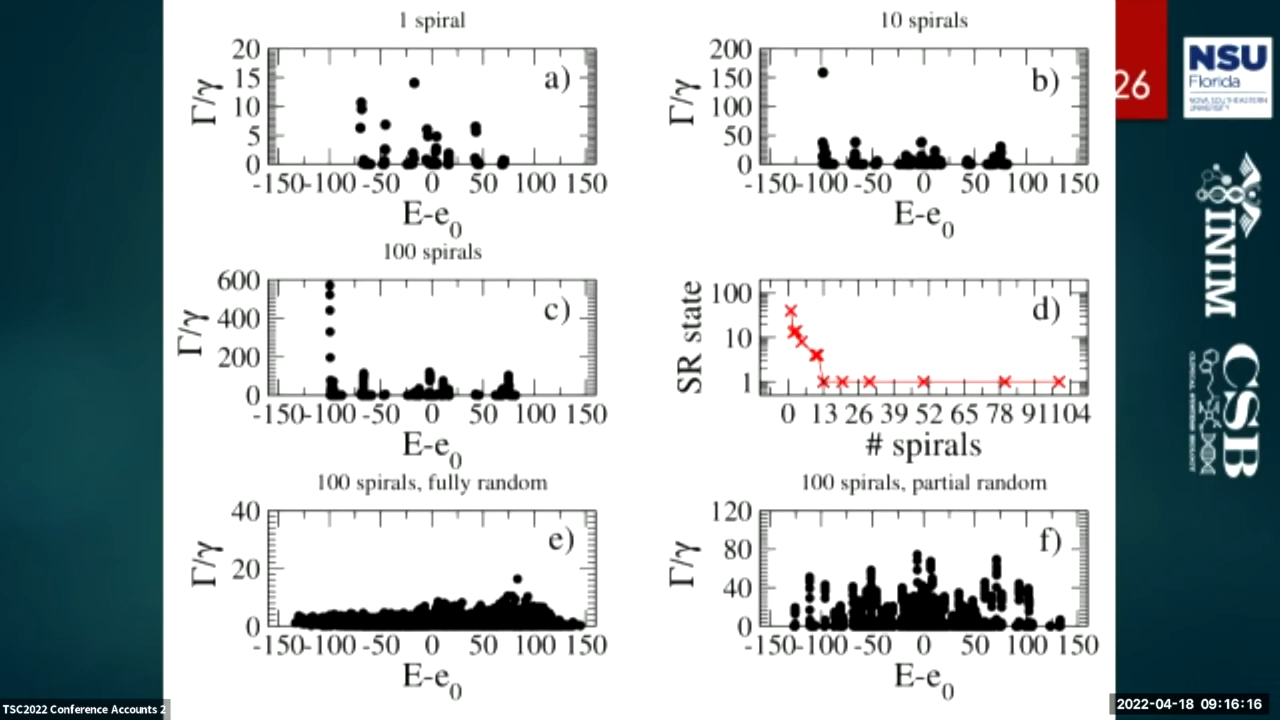 1 spiral
20
15
10
5
0
Γ/γ
a)
-150-100 -50 0 50 100 150
E-e0
10 spirals
200
150
100
50
0
Γ/γ
b)
-150-100 -50 0 50 100 150
E-e0
100 spirals
600
400
200
0
Γ/γ
c)
-150-100 -50 0 50 100 150
E-e0
100
10
1
SR state
d)
0 13 26 39 52 65 78 91104
# spirals
100 spirals, fully random
40
20
0
Γ/γ
e)
-150-100 -50 0 50 100 150
E-e0
100 spirals, partial random
120
80
40
0
Γ/γ
f)
-150-100 -50 0 50 100 150
E-e0
26
NSU
Florida
NOVA SOUTHEASTERN
UNIVERSITY
INIM
CSB
TSC2022 Conference Accounts 2
2022-04-18 09:16:16